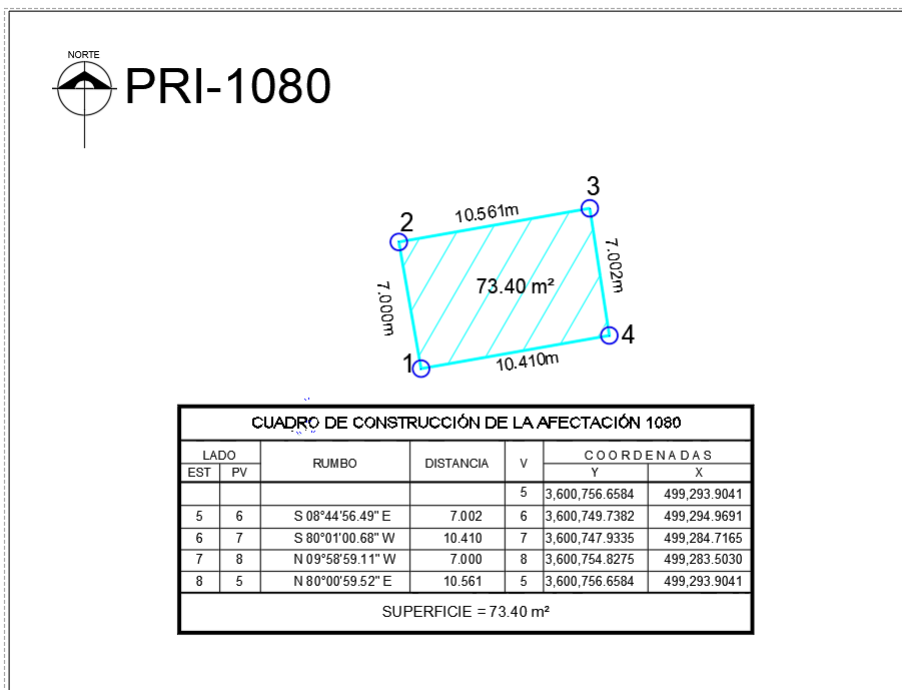 NORTE
PRI-1080
3
2
10.561m
7.002m
73.40 m²
7.000m
4
1
10.410m
CUADRO DE CONSTRUCCIÓN DE LA AFECTACIÓN 1080
LADO RUMBO DISTANCIA V COORDENADAS
EST PV Y X
5 3,600,756.6584 499,293.9041
5 6 S 08°44'56.49" E 7.002 6 3,600,749.7382 499,294.9691
6 7 S 80°01'00.68" W 10.410 7 3,600,747.9335 499,284.7165
7 8 N 09°58'59.11" W 7.000 8 3,600,754.8275 499,283.5030
8 5 N 80°00'59.52" E 10.561 5 3,600,756.6584 499,293.9041
SUPERFICIE = 73.40 m²